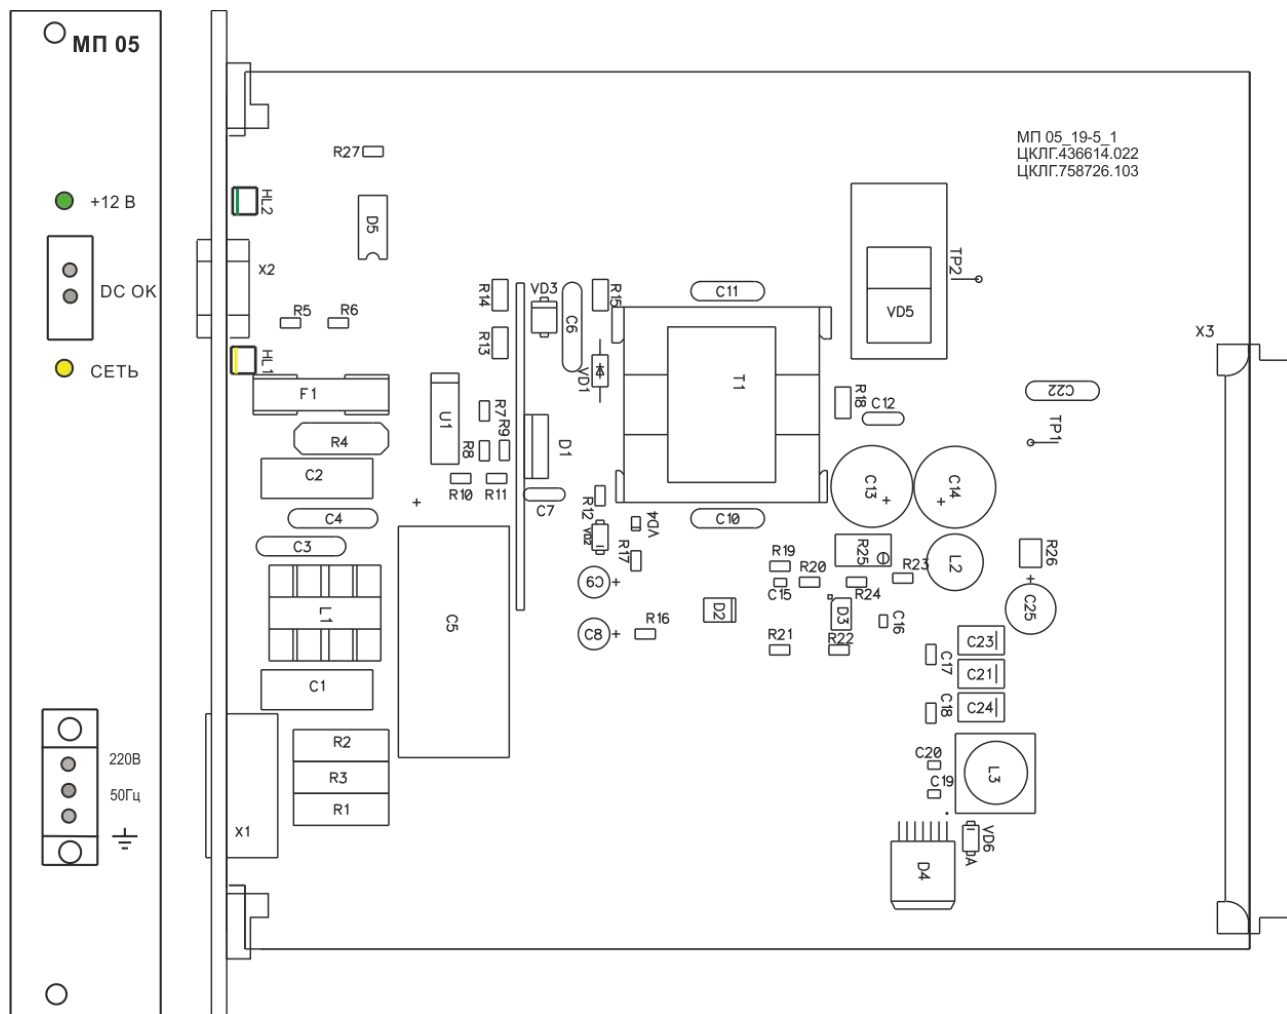 МП 05
+12 В
DC OK
СЕТЬ
220В
50Гц
МП 05_19-5_1
ЦКЛГ.436614.022
ЦКЛГ.758726.103
R27
HL2
D5
X2
TP2
R14
VD3
R15
C11
C6
VD5
R5
R6
X3
R13
HL1
VD1
T1
F1
C22
R18
C12
U1
R7
R9
TP1
R4
R8
D1
C2
C13
C14
+
+
R10
R11
+
C7
R12
C4
VD4
C10
VD2
C3
R17
R19
R25
L2
R26
R20
R23
C9
+
C15
R24
+
L1
C5
D2
D3
C25
C8
+
R16
C16
R21
R22
C23
C17
C21
C1
C18
C24
R2
C20
R3
L3
C19
R1
X1
VD6
D4
A